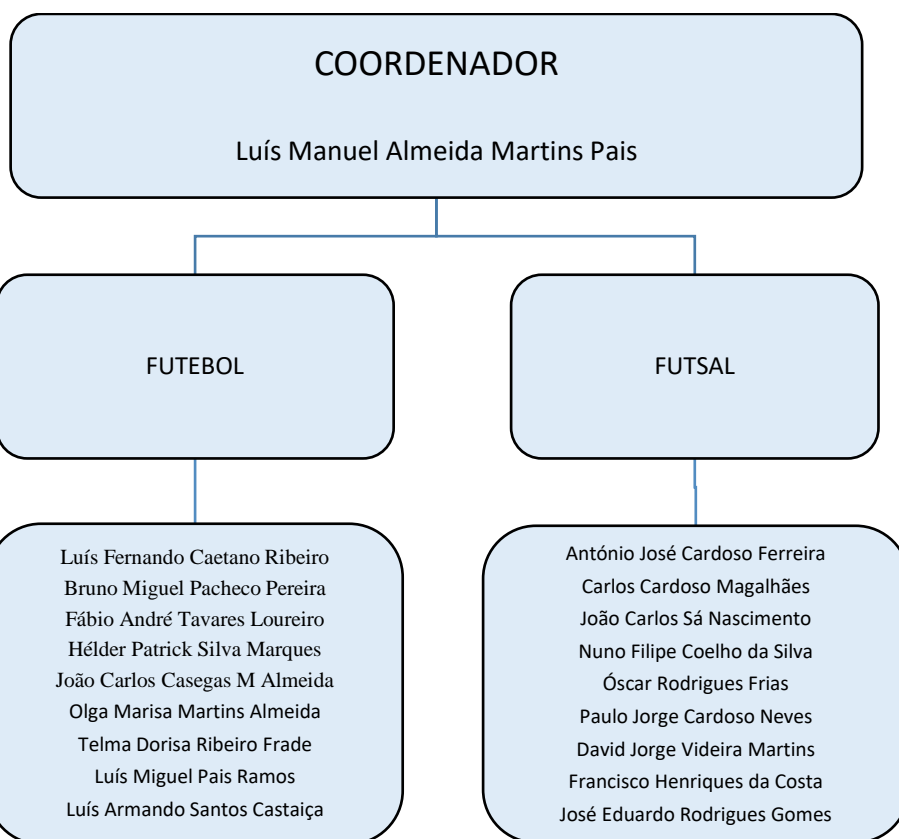 COORDENADOR
Luís Manuel Almeida Martins Pais
FUTEBOL
FUTSAL
Luís Fernando Caetano Ribeiro
Bruno Miguel Pacheco Pereira
Fábio André Tavares Loureiro
Hélder Patrick Silva Marques
João Carlos Casegas M Almeida
Olga Marisa Martins Almeida
Telma Dorisa Ribeiro Frade
Luís Miguel Pais Ramos
Luís Armando Santos Castaiça
António José Cardoso Ferreira
Carlos Cardoso Magalhães
João Carlos Sá Nascimento
Nuno Filipe Coelho da Silva
Óscar Rodrigues Frias
Paulo Jorge Cardoso Neves
David Jorge Videira Martins
Francisco Henriques da Costa
José Eduardo Rodrigues Gomes